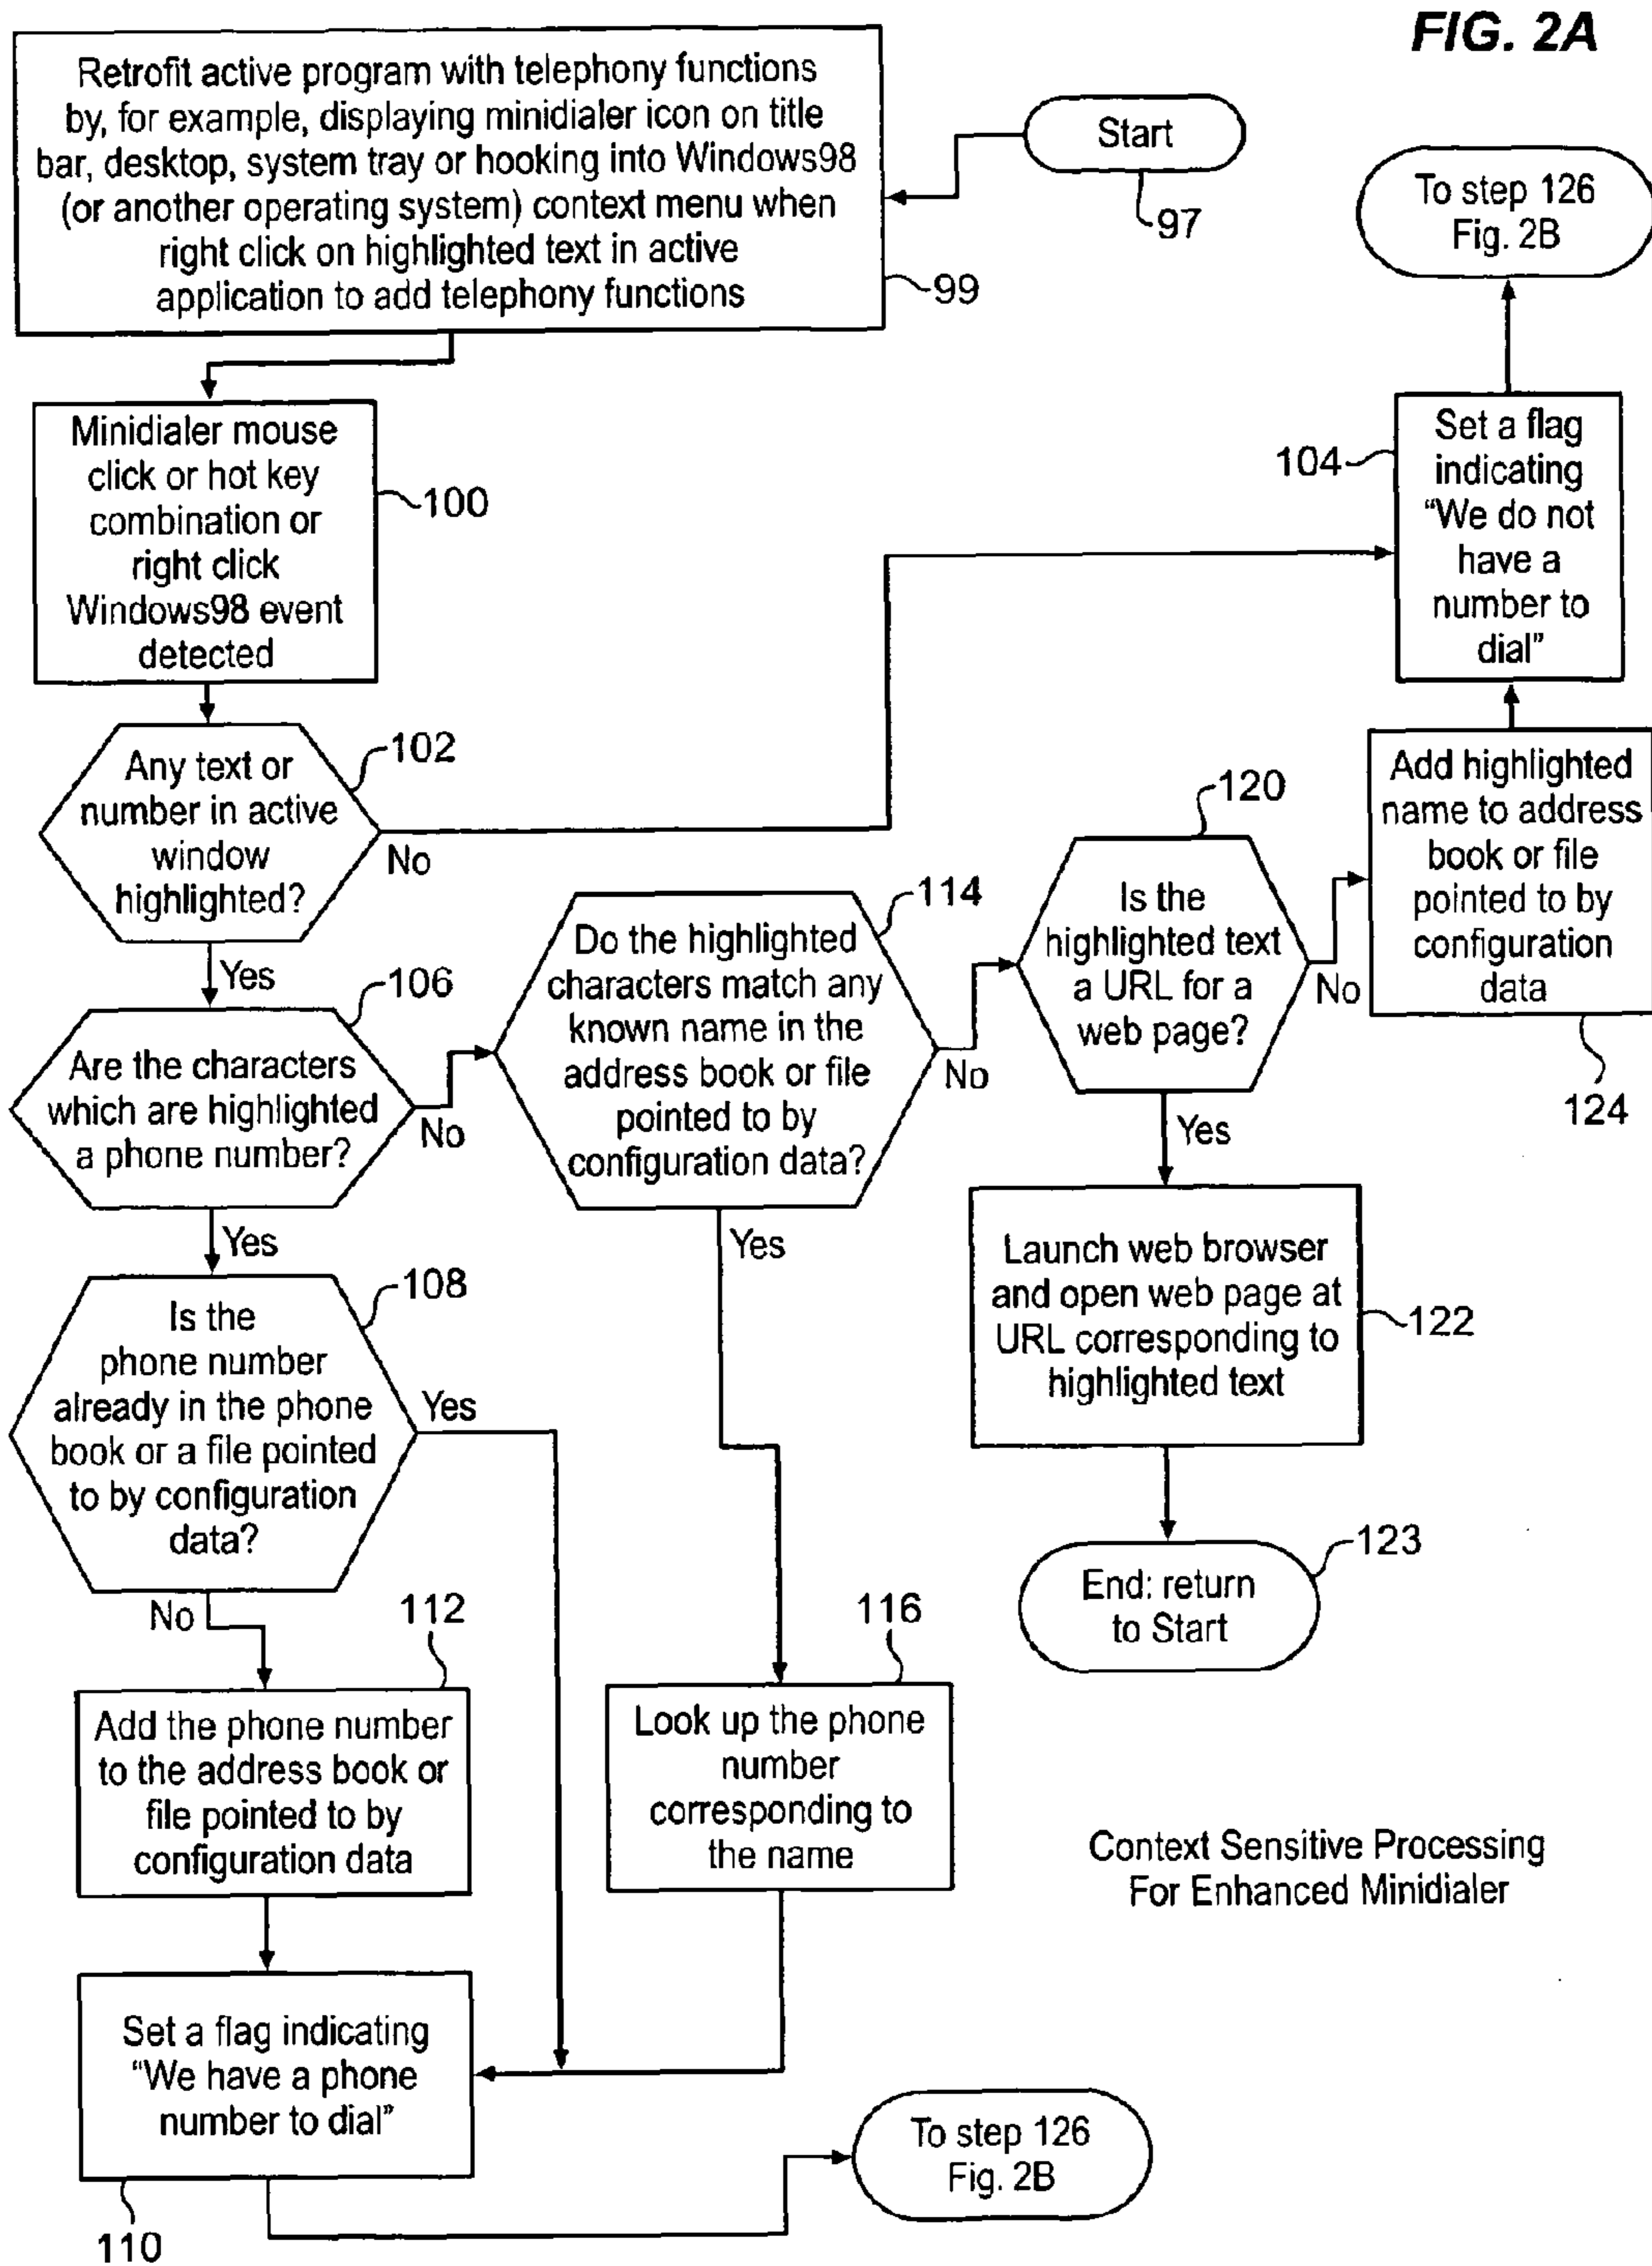 FIG. 2A
Retrofit active program with telephony functions
by, for example, displaying minidialer icon on title
bar, desktop, system tray or hooking into Windows98
(or another operating system) context menu when
right click on highlighted text in active
application to add telephony functions
99
Start
97
To step 126
Fig. 2B
Minidialer mouse
click or hot key
combination or
right click
Windows98 event
detected
100
104
Set a flag
indicating
“We do not
have a
number to
dial”
Any text or
number in active
window
highlighted?
102
No
Yes
Are the characters
which are highlighted
a phone number?
106
No
Yes
Do the highlighted
characters match any
known name in the
address book or file
pointed to by
configuration data?
114
No
Yes
Is the
highlighted text
a URL for a
web page?
120
No
Yes
Add highlighted
name to address
book or file
pointed to by
configuration
data
124
Launch web browser
and open web page at
URL corresponding to
highlighted text
122
End: return
to Start
123
Is the
phone number
already in the phone
book or a file pointed
to by configuration
data?
108
Yes
No
112
Add the phone number
to the address book or
file pointed to by
configuration data
116
Look up the phone
number
corresponding to
the name
Context Sensitive Processing
For Enhanced Minidialer
Set a flag indicating
“We have a phone
number to dial”
110
To step 126
Fig. 2B